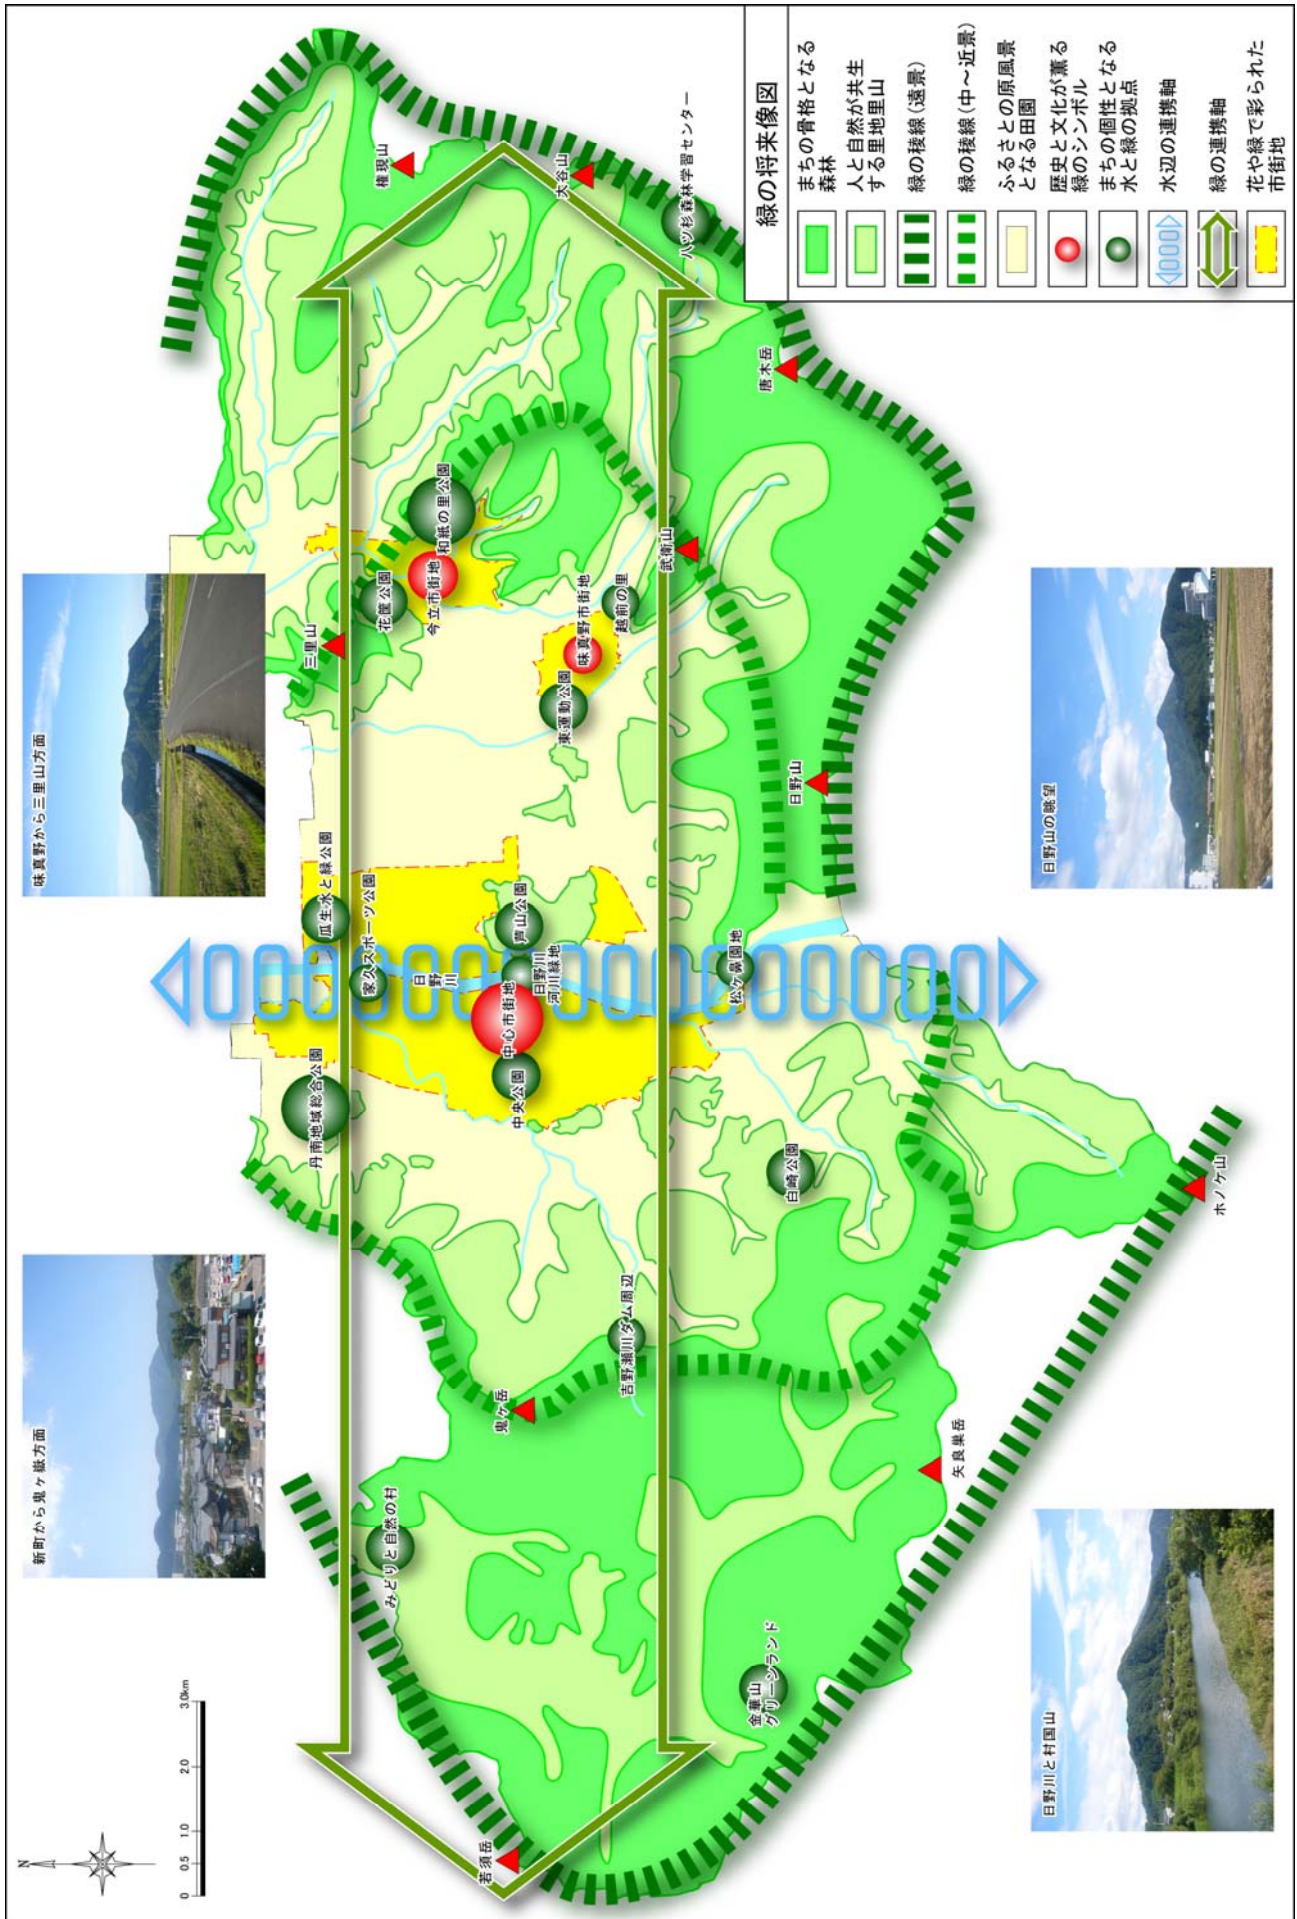 新町から鬼ヶ嶽方面
味真野から三里山方面
N
0
0.5
1.0
2.0
3.0km
若須岳
みどりと自然の村
金華山
グリーンランド
鬼ヶ岳
吉野瀬川ダム周辺
矢良巣岳
ホノケ山
丹南地域総合公園
中央公園
中心市街地
白崎公園
瓜生水と緑公園
家久スポーツ公園
日野川
日野川
河川緑地
芦山公園
松ヶ鼻園地
日野山
三里山
花筐公園
今立市街地
和紙の里公園
東運動公園
味真野市街地
越前の里
武衛山
唐木岳
権現山
大谷山
八ツ杉森林学習センター
日野川と村国山
日野山の眺望
緑の将来像図
まちの骨格となる
森林
人と自然が共生
する里地里山
緑の稜線(遠景)
緑の稜線(中～近景)
ふるさとの原風景
となる田園
歴史と文化が薫る
緑のシンボル
まちの個性となる
水と緑の拠点
水辺の連携軸
緑の連携軸
花や緑で彩られた
市街地